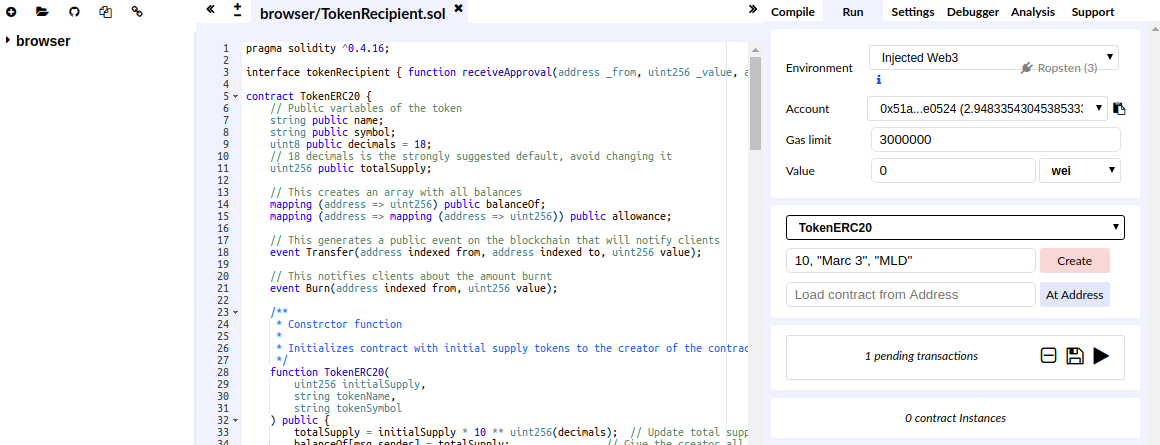 browser
browser/TokenRecipient.sol
1 pragma solidity ^0.4.16;
2
3 interface tokenRecipient { function receiveApproval(address _from, uint256 _value, a
4
5 contract TokenERC20 {
6 // Public variables of the token
7 string public name;
8 string public symbol;
9 uint8 public decimals = 18;
10 // 18 decimals is the strongly suggested default, avoid changing it
11 uint256 public totalSupply;
12
13 // This creates an array with all balances
14 mapping (address => uint256) public balanceOf;
15 mapping (address => mapping (address => uint256)) public allowance;
16
17 // This generates a public event on the blockchain that will notify clients
18 event Transfer(address indexed from, address indexed to, uint256 value);
19
20 // This notifies clients about the amount burnt
21 event Burn(address indexed from, uint256 value);
22
23 /**
24 * Constrctor function
25 *
26 * Initializes contract with initial supply tokens to the creator of the contrac
27 */
28 function TokenERC20(
29 uint256 initialSupply,
30 string tokenName,
31 string tokenSymbol
32 ) public {
33 totalSupply = initialSupply * 10 ** uint256(decimals); // Update total supp
34 balanceOf[msg.sender] = totalSupply; // Give the creator all
Compile Run Settings Debugger Analysis Support
Environment Injected Web3
Ropsten (3)
Account 0x51a...e0524 (2.94833543045385333
Gas limit 3000000
Value 0 wei
TokenERC20
10, "Marc 3", "MLD" Create
Load contract from Address At Address
1 pending transactions
0 contract Instances